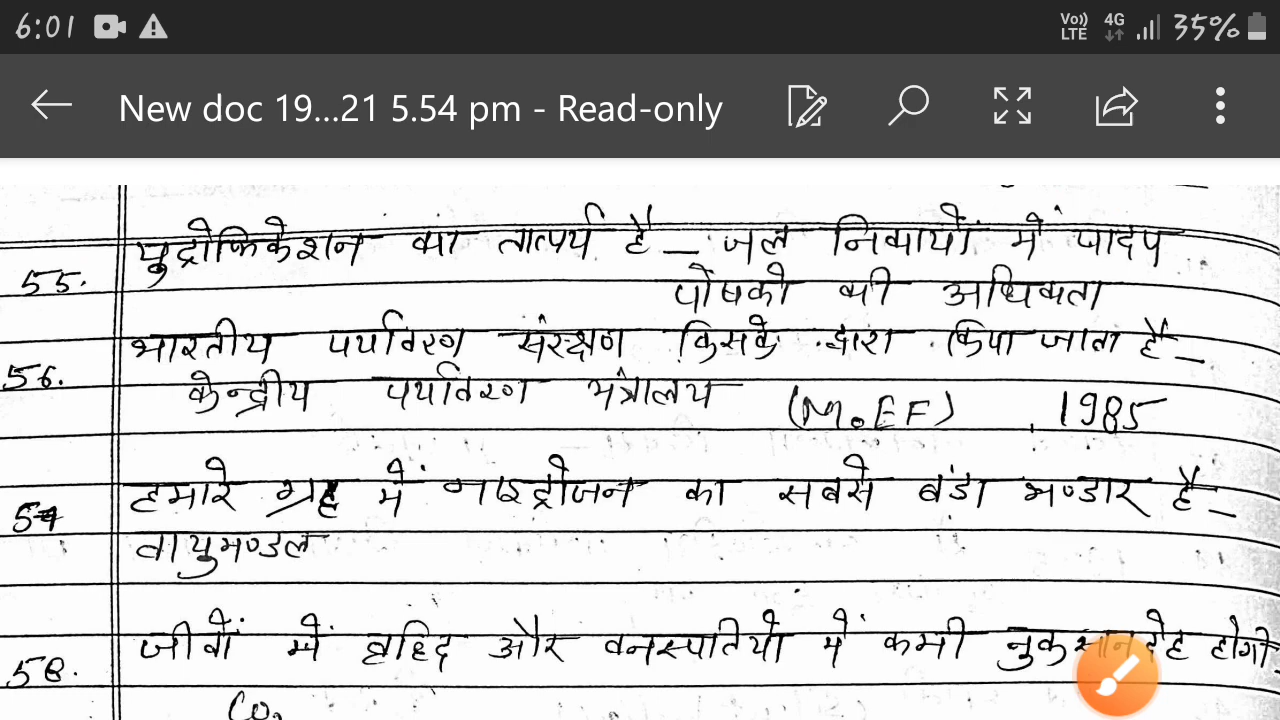 6:01 Vo)) LTE 4G 35%
New doc 19...21 5.54 pm - Read-only
55. युट्रोफिकेशन का तात्पर्य है - जल निकायों में पादप
पोषको की अधिकता
56. भारतीय पर्यावरण संरक्षण किसके द्वारा किया जाता है -
केन्द्रीय पर्यावरण मंत्रालय (M.EF) , 1985
57 हमारे ग्रह में नाइट्रोजन का सबसे बंडा भण्डार है -
वायुमण्डल
58. जीवों में वृध्दि और वनस्पतियो में कमी नुकसानदेह होगी -